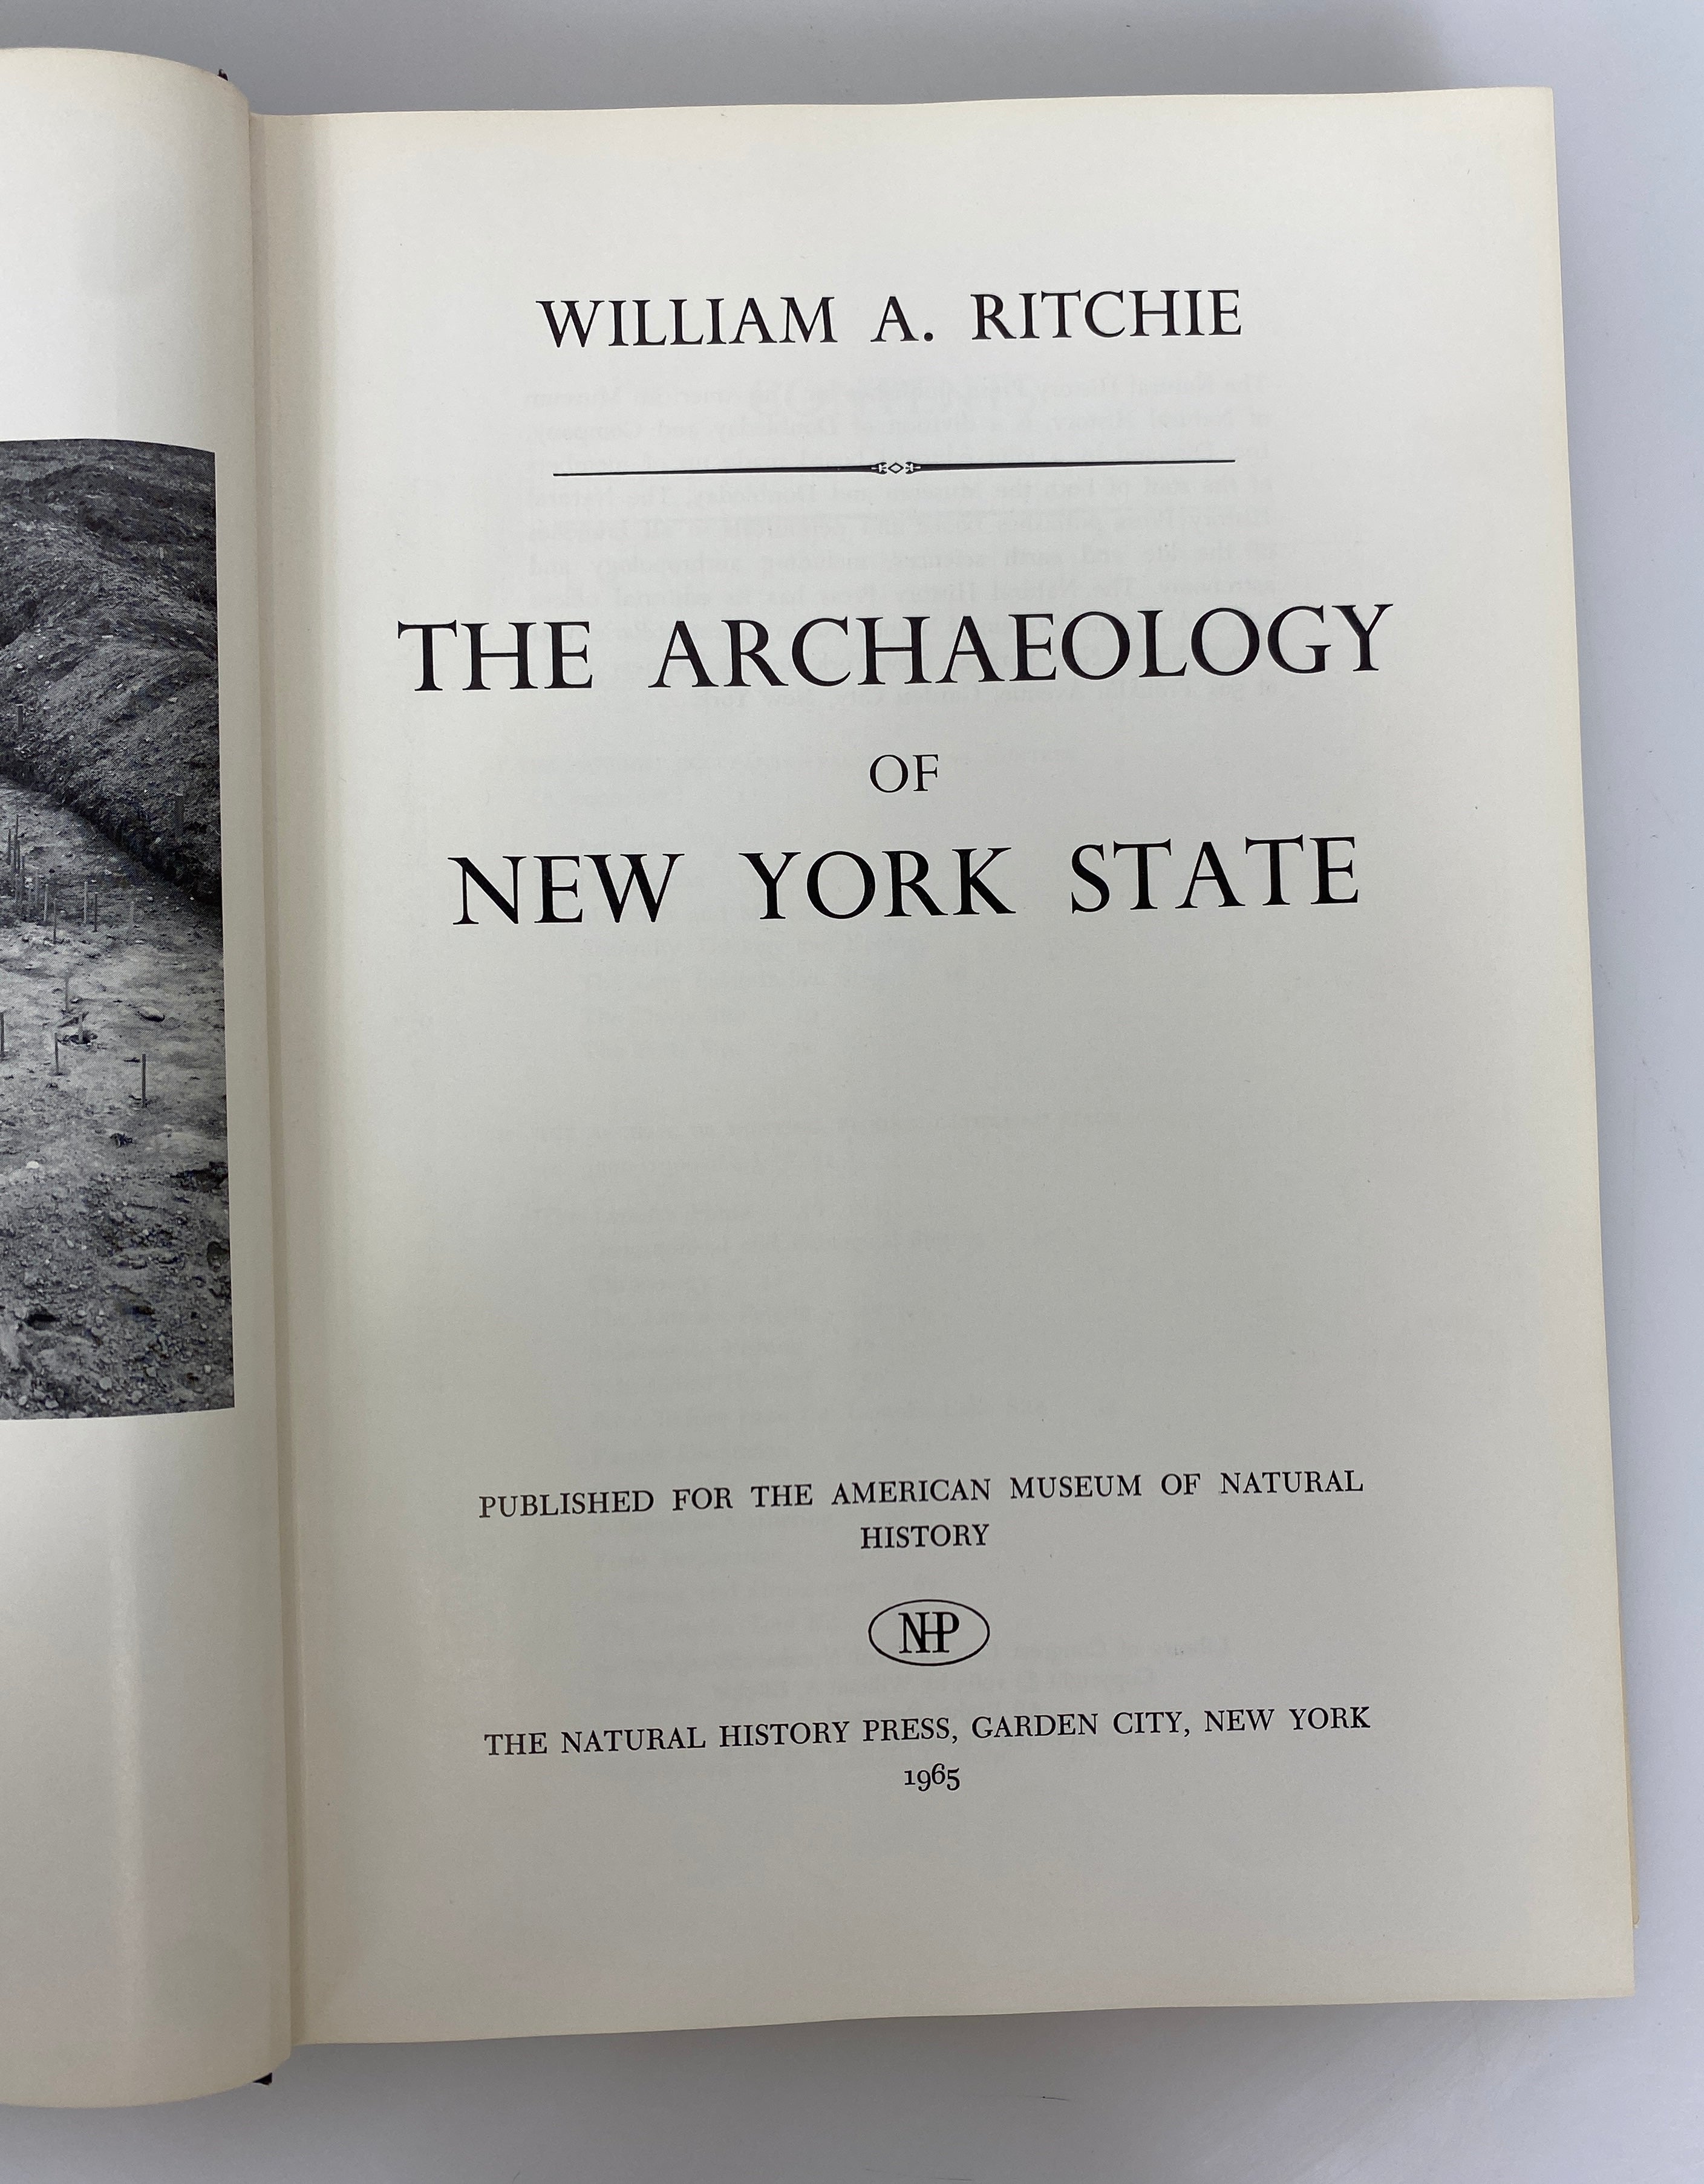 WILLIAM A. RITCHIE
THE ARCHAEOLOGY
OF
NEW YORK STATE
PUBLISHED FOR THE AMERICAN MUSEUM OF NATURAL
HISTORY
NHP
THE NATURAL HISTORY PRESS, GARDEN CITY, NEW YORK
1965